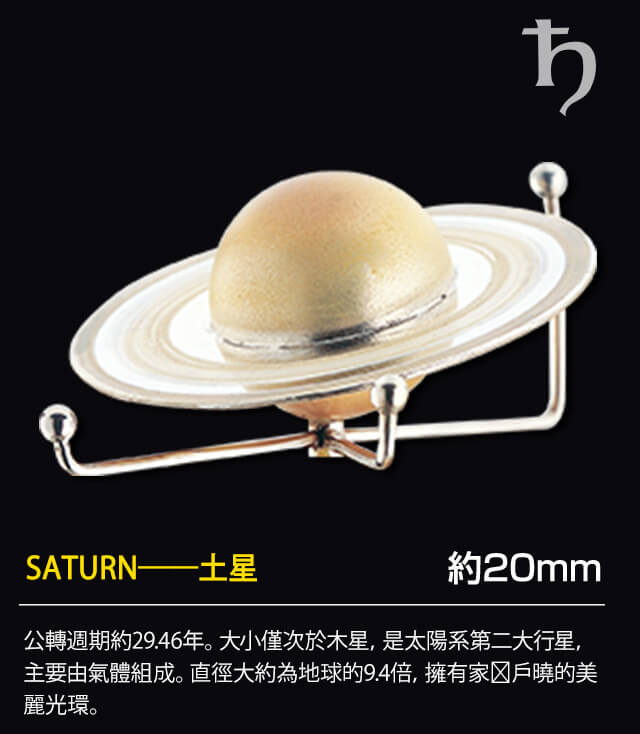 ♄
SATURN——土星
約20mm
公轉週期約29.46年。大小僅次於木星, 是太陽系第二大行星,
主要由氣體組成。直徑大約為地球的9.4倍, 擁有家〼戶曉的美
麗光環。